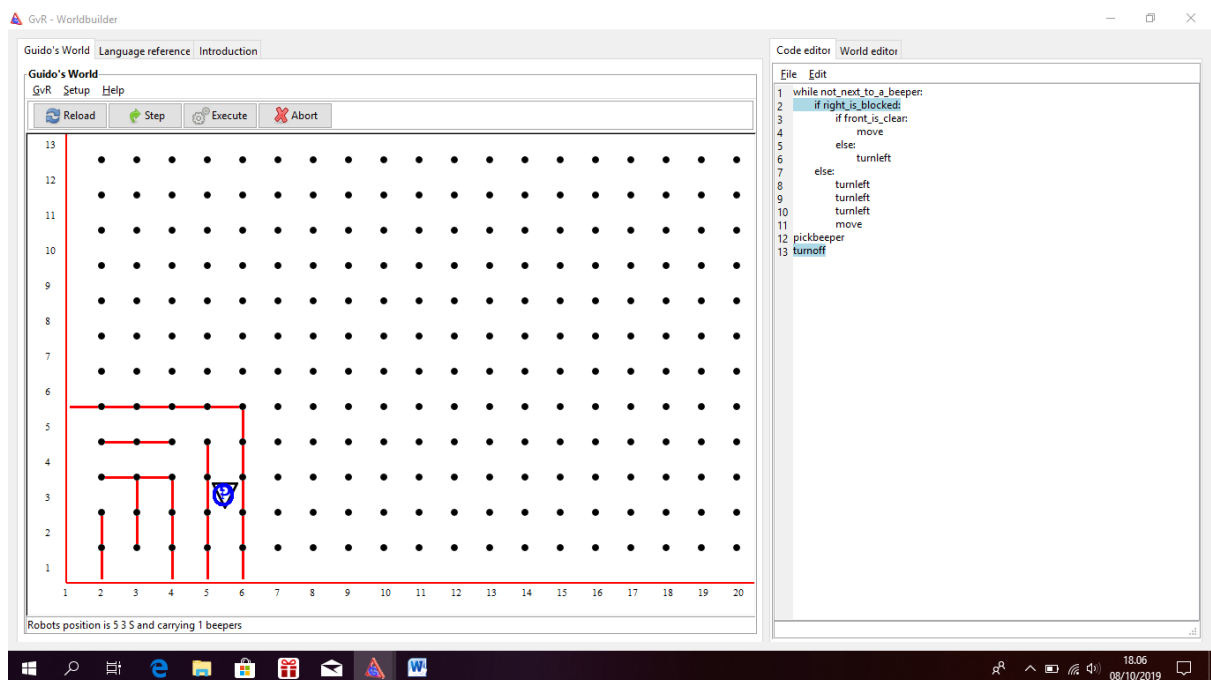 GvR - Worldbuilder
Guido's World Language reference Introduction
Guido's World
GvR Setup Help
Reload Step Execute Abort
13
12
11
10
9
8
7
6
5
4
3
2
1
1 2 3 4 5 6 7 8 9 10 11 12 13 14 15 16 17 18 19 20
Robots position is 5 3 S and carrying 1 beepers
Code editor World editor
File Edit
1 while not_next_to_a_beeper:
2 if right_is_blocked:
3 if front_is_clear:
4 move
5 else:
6 turnleft
7 else:
8 turnleft
9 turnleft
10 turnleft
11 move
12 pickbeeper
13 turnoff
18.06
08/10/2019